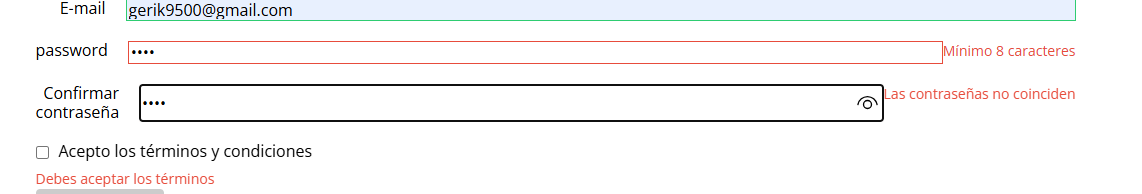 E-mail gerik9500@gmail.com
password •••• Mínimo 8 caracteres
Confirmar contraseña •••• Las contraseñas no coinciden
Acepto los términos y condiciones
Debes aceptar los términos